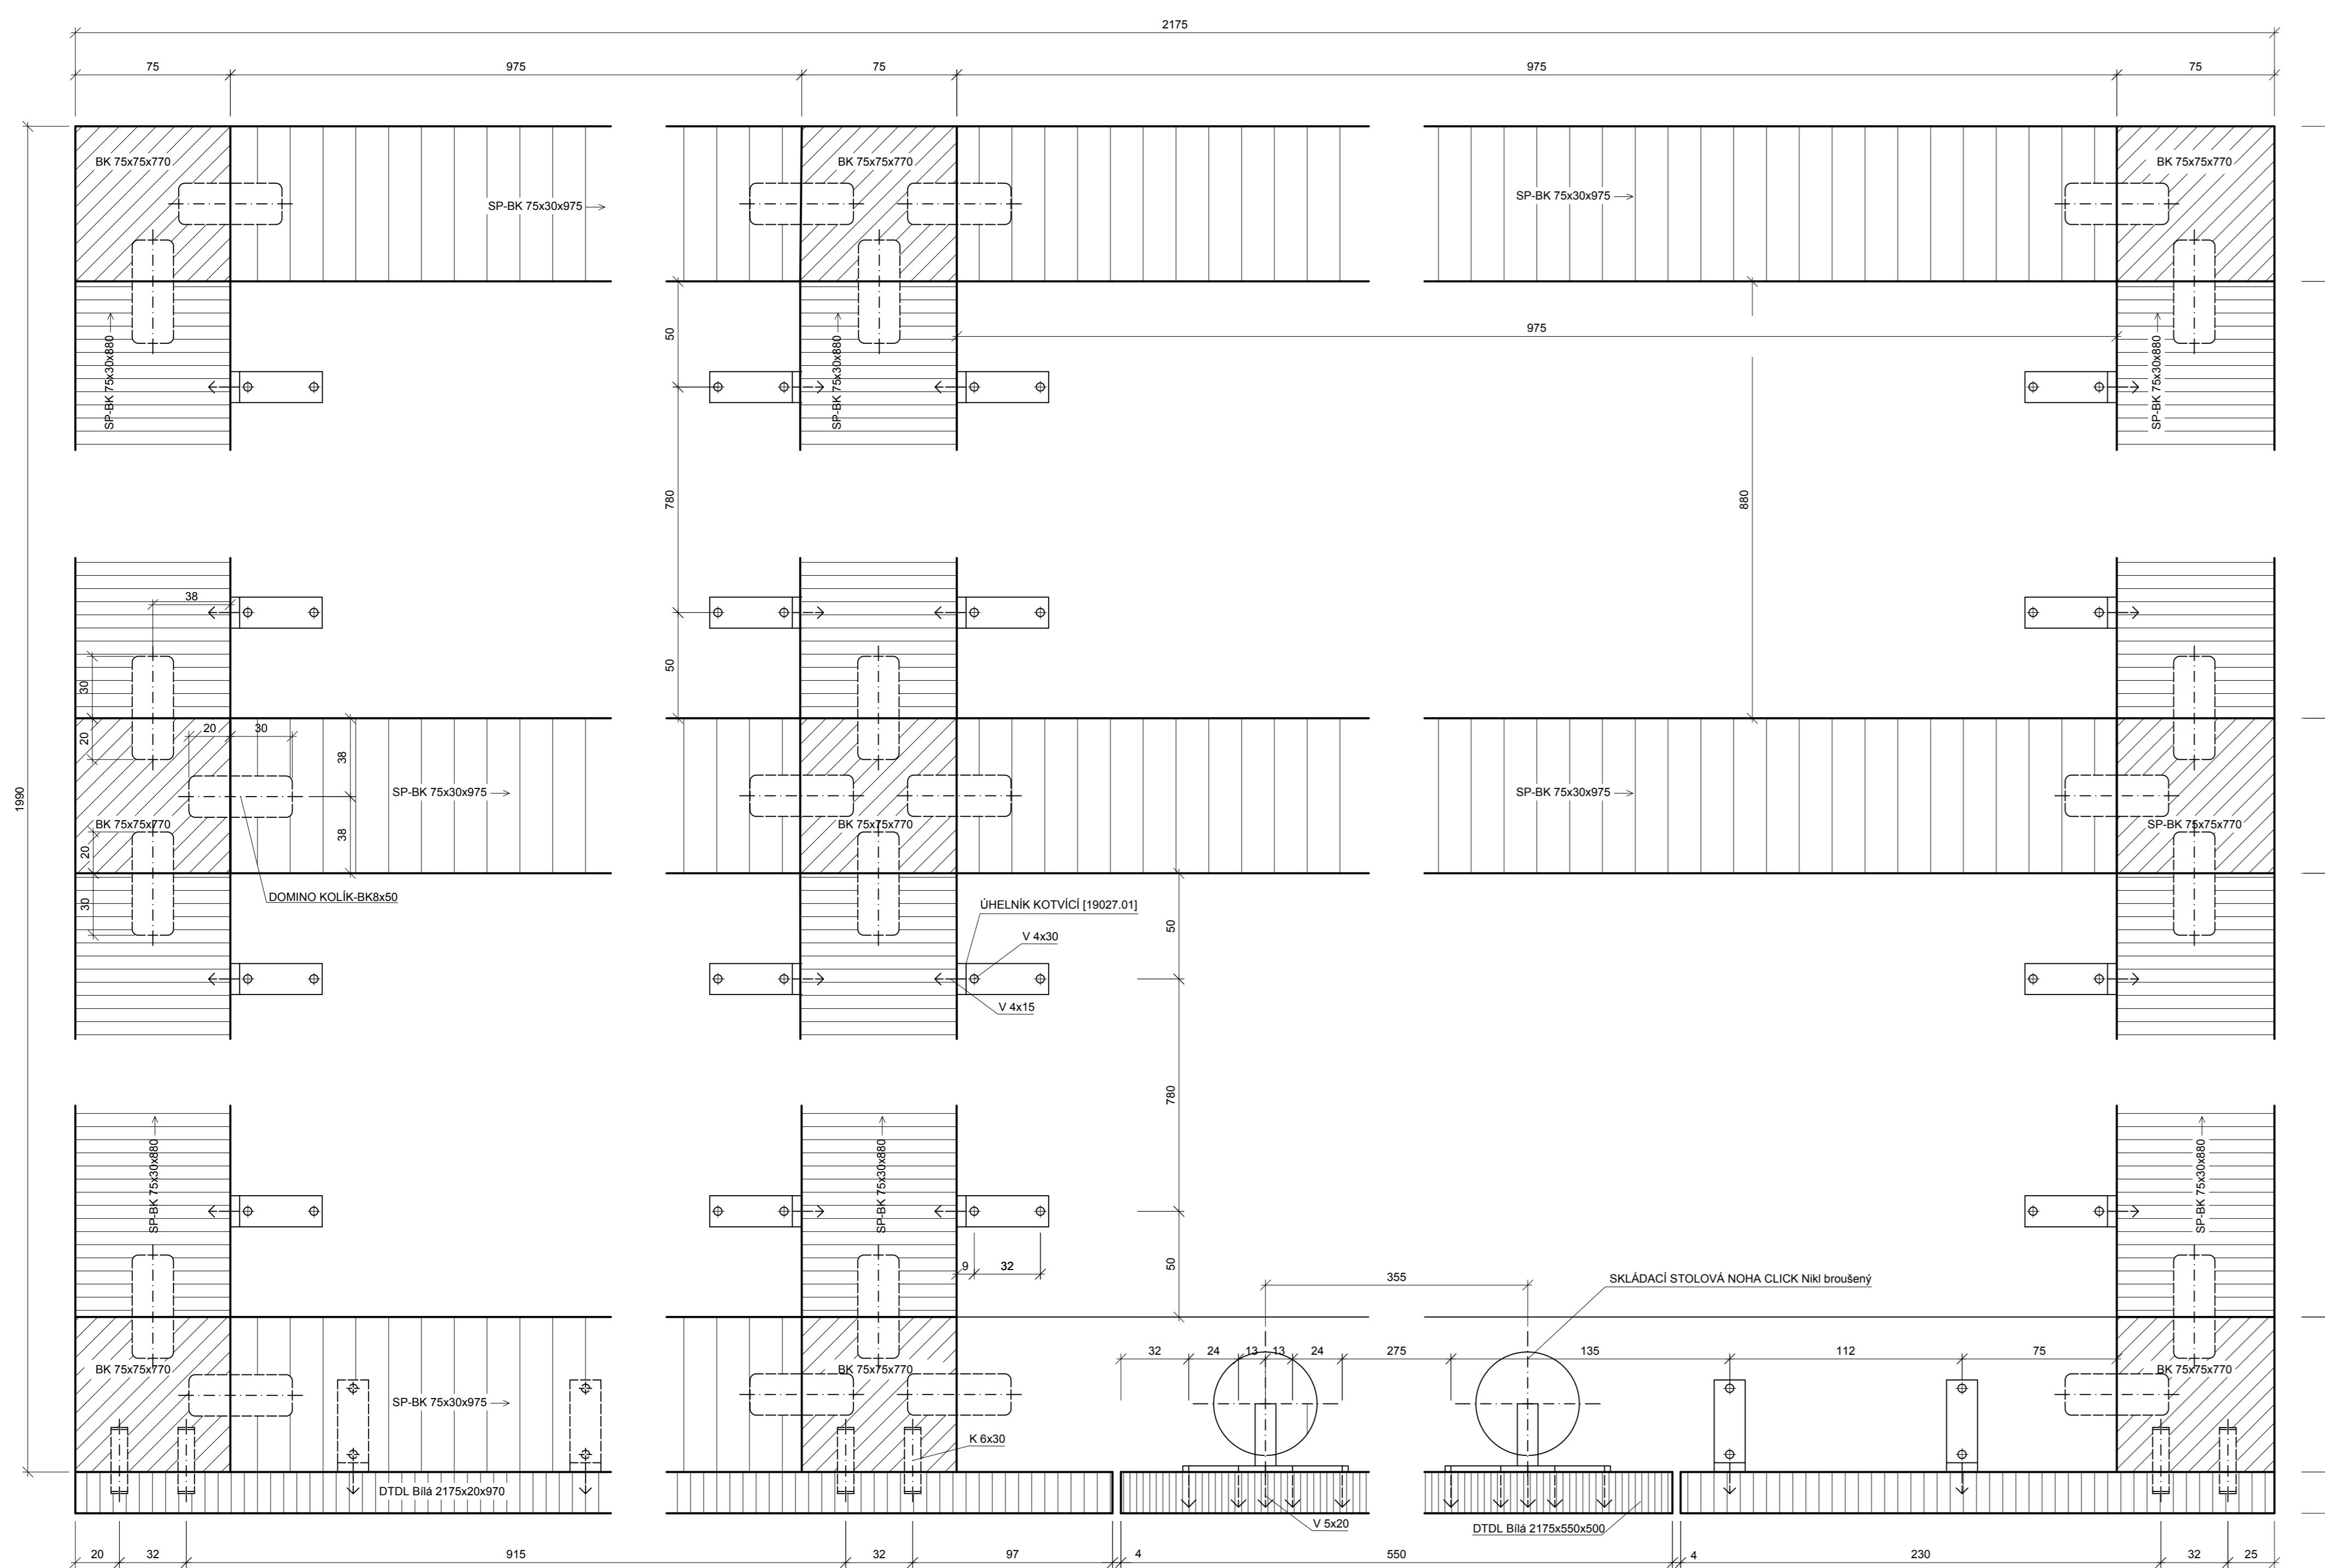 2175
75
975
75
975
75
BK 75x75x770
BK 75x75x770
BK 75x75x770
SP-BK 75x30x975
SP-BK 75x30x975
50
975
SP-BK 75x30x880
SP-BK 75x30x880
SP-BK 75x30x880
780
880
38
50
30
20
20
30
38
1990
SP-BK 75x30x975
SP-BK 75x30x975
BK 75x75x770
BK 75x75x770
SP-BK 75x75x770
38
20
30
DOMINO KOLÍK-BK8x50
ÚHELNÍK KOTVÍCÍ [19027.01]
50
V 4x30
V 4x15
780
SP-BK 75x30x880
SP-BK 75x30x880
SP-BK 75x30x880
50
9
32
355
SKLÁDACÍ STOLOVÁ NOHA CLICK Nikl broušený
32
24
13
13
24
275
135
112
75
BK 75x75x770
BK 75x75x770
BK 75x75x770
SP-BK 75x30x975
K 6x30
DTDL Bílá 2175x20x970
V 5x20
DTDL Bílá 2175x550x500
20
32
915
32
97
4
550
4
230
32
25